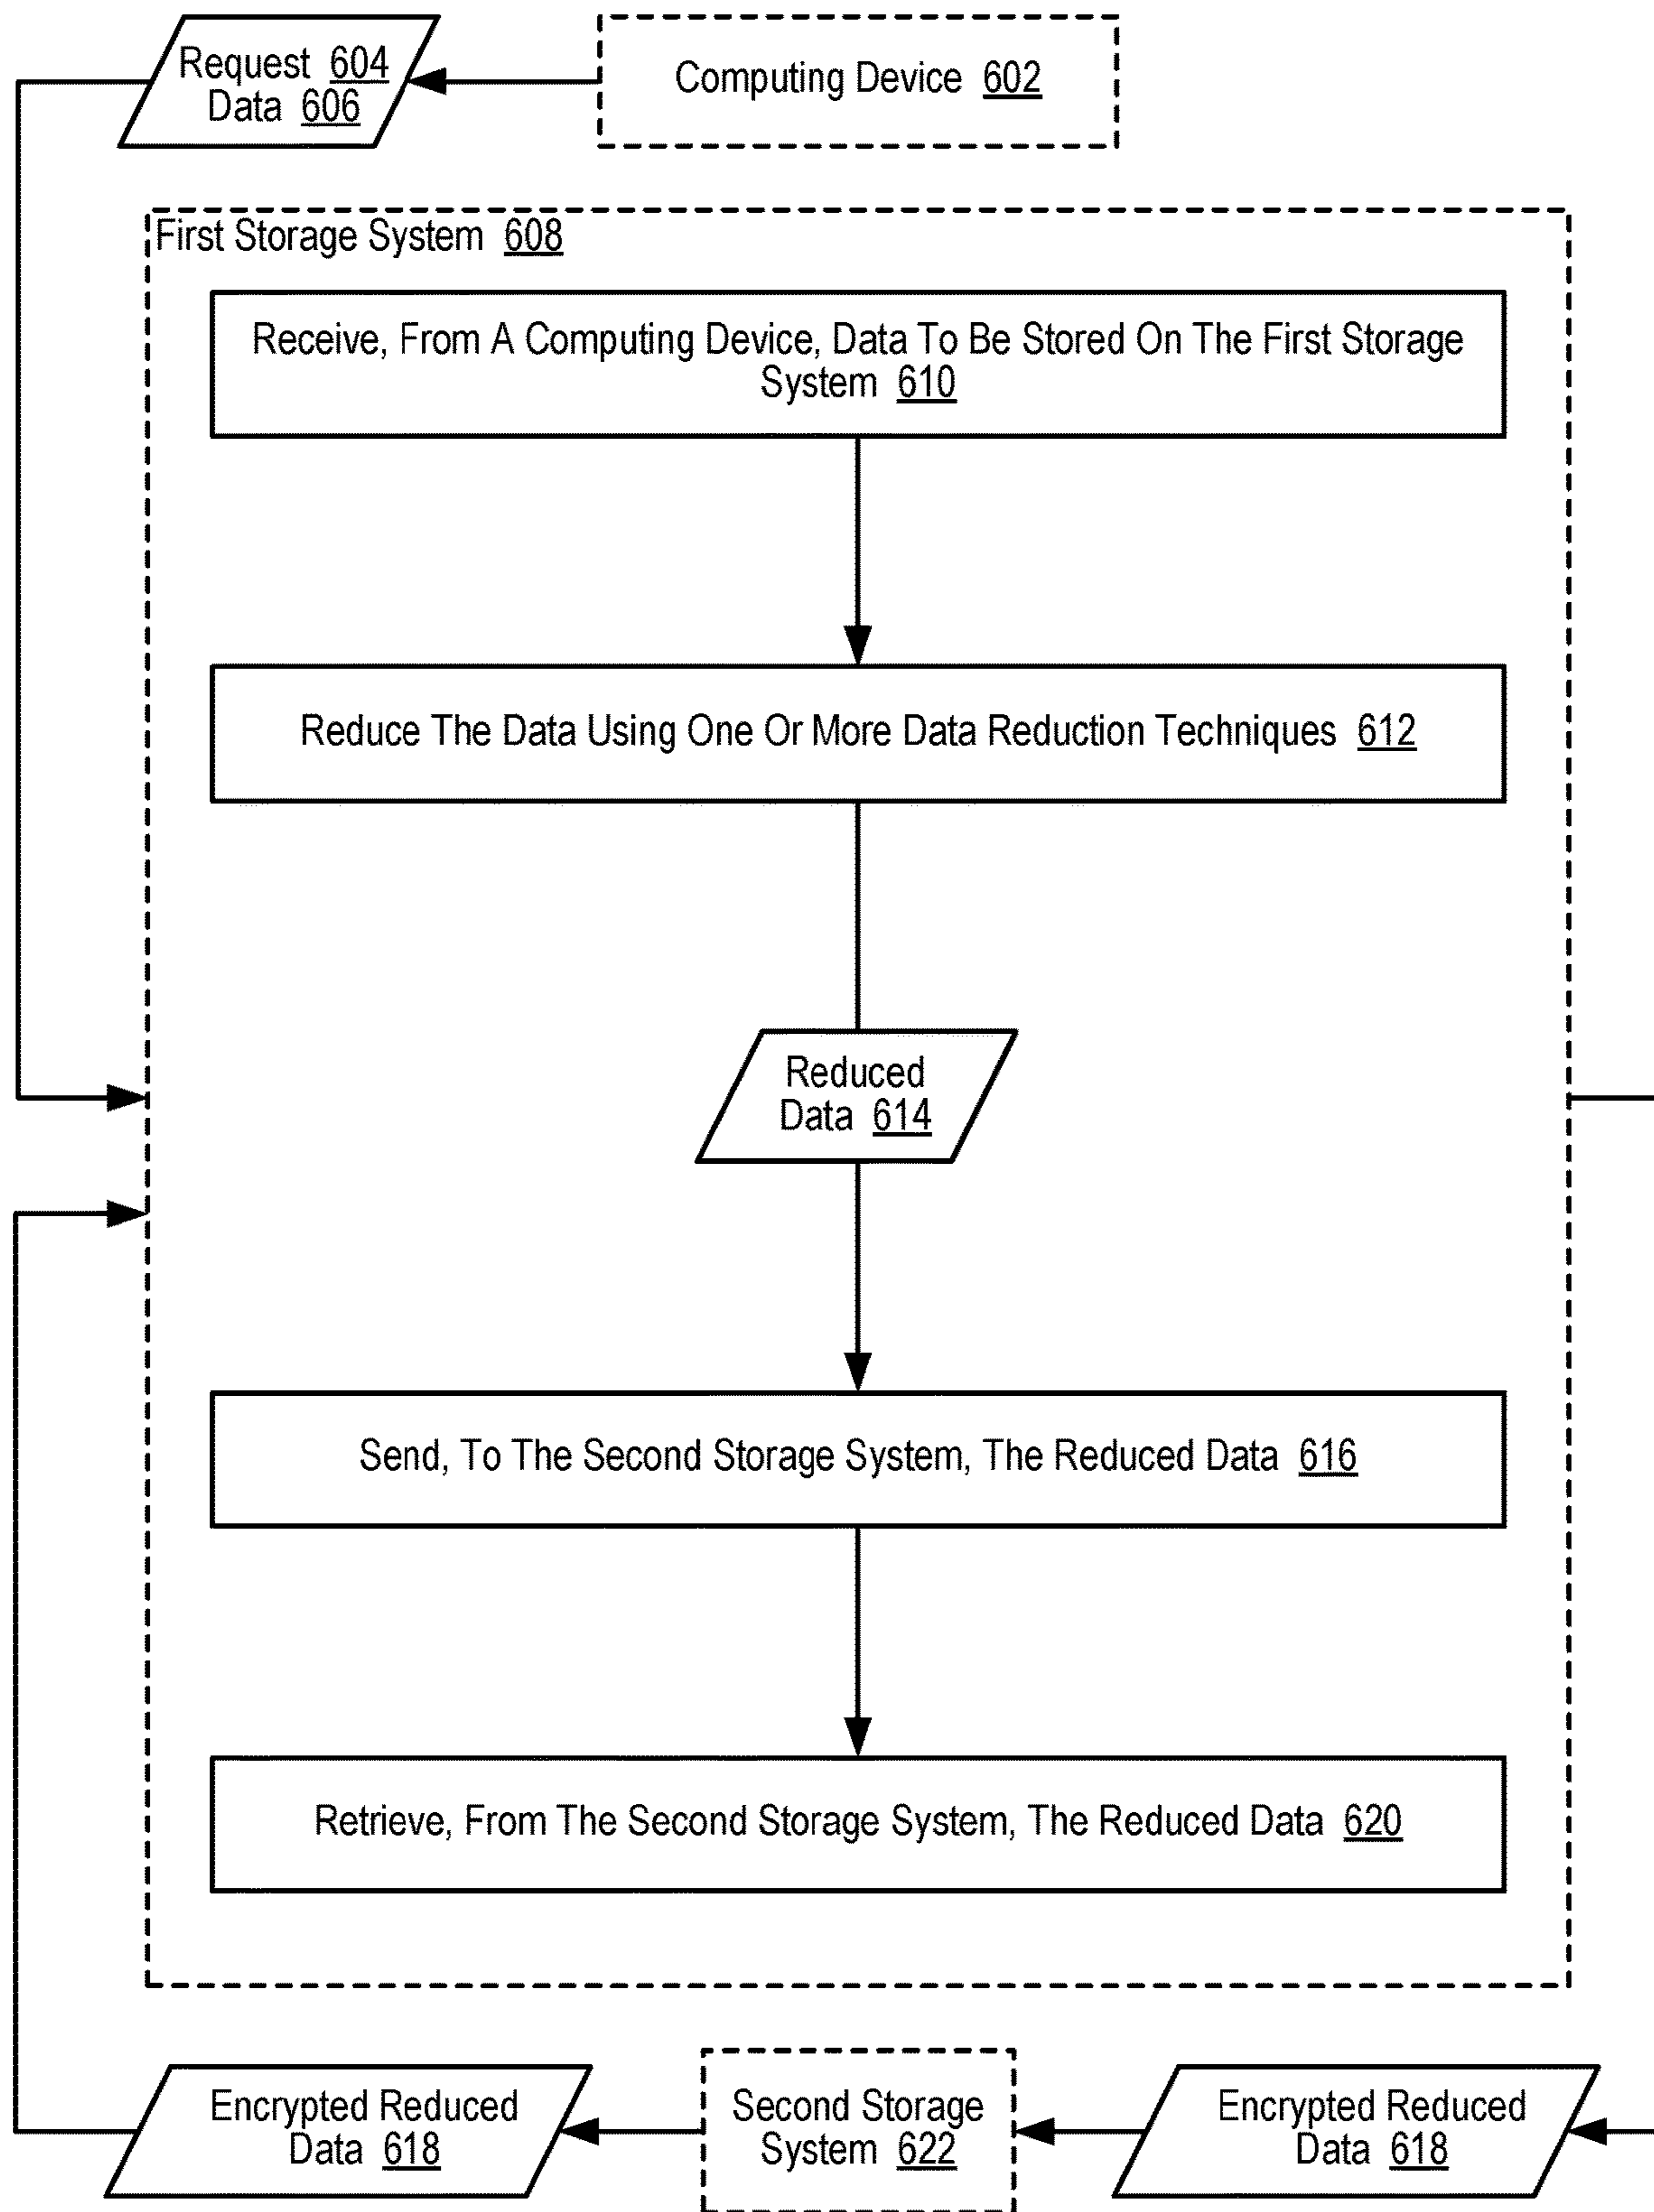 Request 604
Data 606
Computing Device 602
First Storage System 608
Receive, From A Computing Device, Data To Be Stored On The First Storage
System 610
Reduce The Data Using One Or More Data Reduction Techniques 612
Reduced
Data 614
Send, To The Second Storage System, The Reduced Data 616
Retrieve, From The Second Storage System, The Reduced Data 620
Encrypted Reduced
Data 618
Second Storage
System 622
Encrypted Reduced
Data 618